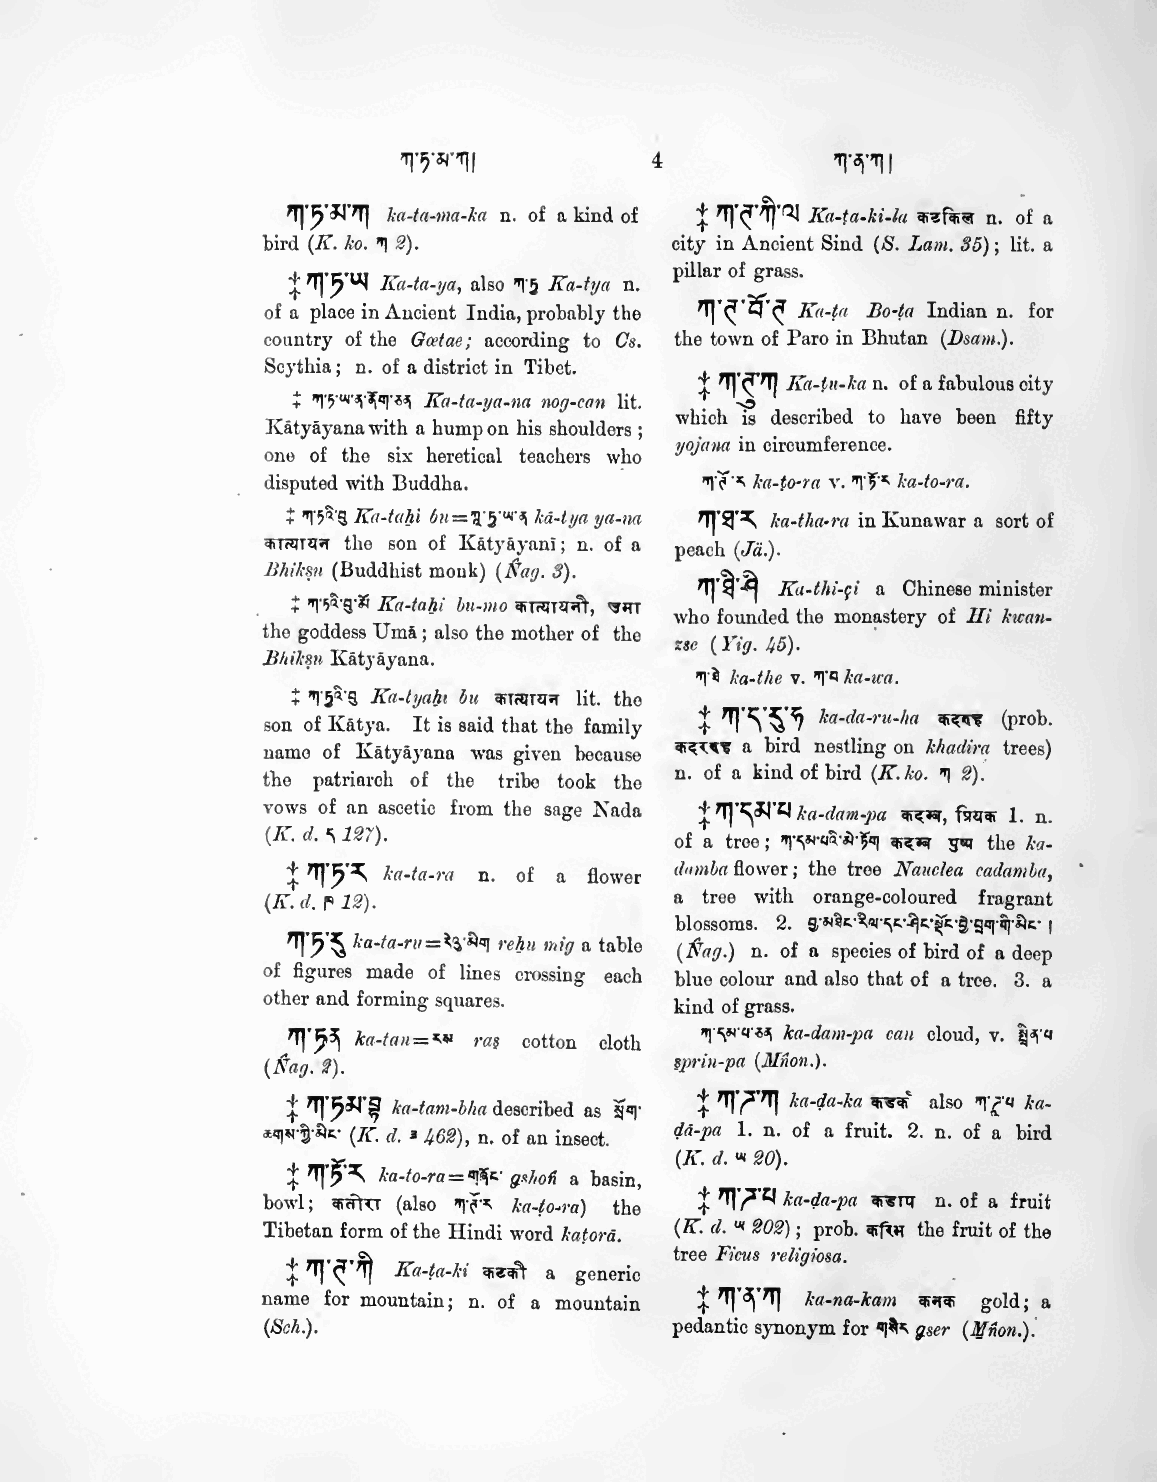 ཀ་ཏ་མ་ཀ།
4
ཀ་ན་ཀ།
ཀ་ཏ་མ་ཀ ka-ta-ma-ka n. of a kind of
bird (K. ko. ཀ 2).
‡ ཀ་ཏ་ཡ Ka-ta-ya, also ཀ་ཏྱ Ka-tya n.
of a place in Ancient India, probably the
country of the Gœtae; according to Cs.
Scythia; n. of a district in Tibet.
‡ ཀ་ཏ་ཡ་ན་ནོག་ཅན Ka-ta-ya-na nog-can lit.
Kātyāyana with a hump on his shoulders;
one of the six heretical teachers who
disputed with Buddha.
‡ ཀ་ཏའི་བུ Ka-taḥi bu=ཀཱ་ཏྱ་ཡ་ན kā-tya ya-na
कात्यायन the son of Kātyāyanī; n. of a
Bhikṣu (Buddhist monk) (Ñag. 3).
‡ ཀ་ཏའི་བུ་མོ Ka-taḥi bu-mo कात्यायनी, उमा
the goddess Umā; also the mother of the
Bhikṣu Kātyāyana.
‡ ཀ་ཏྱའི་བུ Ka-tyaḥi bu कात्यायन lit. the
son of Kātya. It is said that the family
name of Kātyāyana was given because
the patriarch of the tribe took the
vows of an ascetic from the sage Nada
(K. d. ད 127).
‡ ཀ་ཏ་ར ka-ta-ra n. of a flower
(K. d. ཁ 12).
ཀ་ཏ་རུ ka-ta-ru=རེའུ་མིག reḥu mig a table
of figures made of lines crossing each
other and forming squares.
ཀ་ཏན ka-tan=རས ras cotton cloth
(Ñag. 2).
‡ ཀ་ཏམ་བྷ ka-tam-bha described as སྲོག་
ཆགས་ཀྱི་མིང་ (K. d. 462), n. of an insect.
‡ ཀ་ཏོ་ར ka-to-ra=གཞོང་ gshoñ a basin,
bowl; कतोरा (also ཀ་ཊོ་ར ka-ṭo-ra) the
Tibetan form of the Hindi word kaṭorā.
‡ ཀ་ཊ་ཀི Ka-ṭa-ki कटकी a generic
name for mountain; n. of a mountain
(Sch.).
‡ ཀ་ཊ་ཀི་ལ Ka-ṭa-ki-la कटकिल n. of a
city in Ancient Sind (S. Lam. 35); lit. a
pillar of grass.
ཀ་ཊ་བོ་ཊ Ka-ṭa Bo-ṭa Indian n. for
the town of Paro in Bhutan (Dsam.).
‡ ཀ་ཊུ་ཀ Ka-ṭu-ka n. of a fabulous city
which is described to have been fifty
yojana in circumference.
ཀ་ཊོ་ར ka-ṭo-ra v. ཀ་ཏོ་ར ka-to-ra.
ཀ་ཐ་ར ka-tha-ra in Kunawar a sort of
peach (Jä.).
ཀ་ཐི་ཤི Ka-thi-çi a Chinese minister
who founded the monastery of Hi kwan-
zse (Yig. 45).
ཀ་ཐེ ka-the v. ཀ་བ ka-wa.
‡ ཀ་ད་རུ་ཧ ka-da-ru-ha कदरुह (prob.
a bird nestling on khadira trees)
n. of a kind of bird (K. ko. ཀ 2).
‡ ཀ་དམ་པ ka-dam-pa कदम्ब, प्रियक 1. n.
of a tree; ཀ་དམ་པའི་མེ་ཏོག कदम्ब पुष्प the ka-
damba flower; the tree Nauclea cadamba,
a tree with orange-coloured fragrant
blossoms. 2. བྱ་མཐིང་རིལ་དང་ཤིང་སྡོང་བྱེ་བྲག་གི་མིང་ །
(Ñag.) n. of a species of bird of a deep
blue colour and also that of a tree. 3. a
kind of grass.
ཀ་དམ་པ་ཅན ka-dam-pa can cloud, v. སྤྲིན་པ
sprin-pa (Mñon.).
‡ ཀ་ཌ་ཀ ka-ḍa-ka कडकं also ཀ་ཌཱ་པ ka-
ḍā-pa 1. n. of a fruit. 2. n. of a bird
(K. d. ཡ 20).
‡ ཀ་ཌ་པ ka-ḍa-pa कडाप n. of a fruit
(K. d. ཡ 202); prob. करिम the fruit of the
tree Ficus religiosa.
‡ ཀ་ན་ཀ ka-na-kam कनक gold; a
pedantic synonym for གསེར gser (Mñon.).